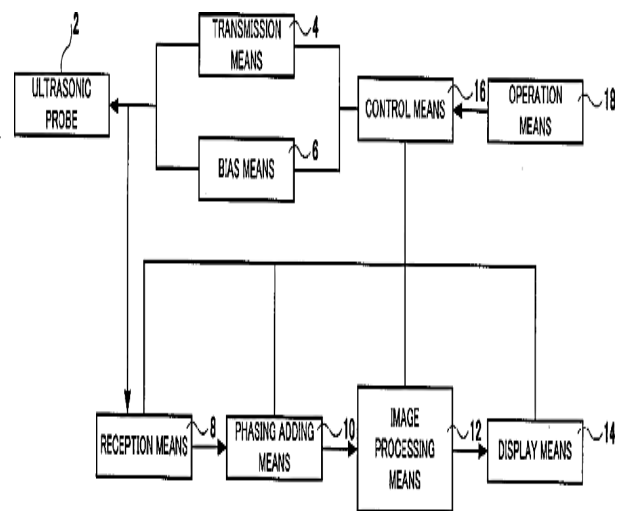 2
TRANSMISSION
MEANS
4
ULTRASONIC
PROBE
BIAS MEANS
6
CONTROL MEANS
16
OPERATION
MEANS
18
RECEPTION MEANS
8
PHASING ADDING
MEANS
10
IMAGE
PROCESSING
MEANS
12
DISPLAY MEANS
14